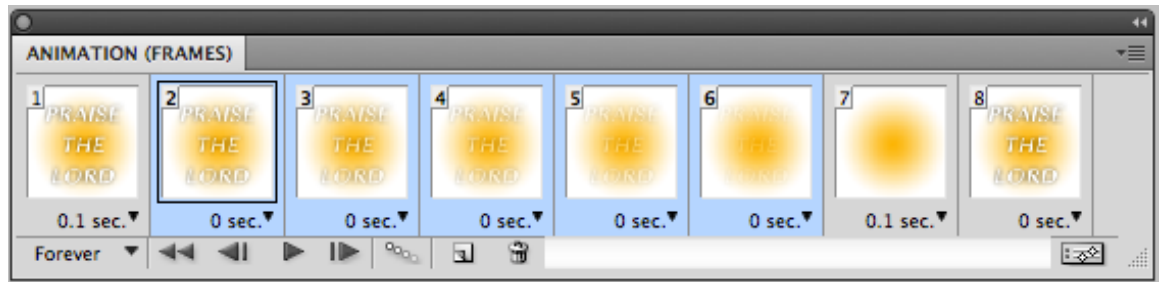 ANIMATION (FRAMES)
1 2 3 4 5 6 7 8
PRAISE PRAISE PRAISE PRAISE PRAISE PRAISE
THE THE THE THE THE THE THE
LORD LORD LORD LORD LORD LORD
0.1 sec. 0 sec. 0 sec. 0 sec. 0 sec. 0 sec. 0.1 sec. 0 sec.
Forever